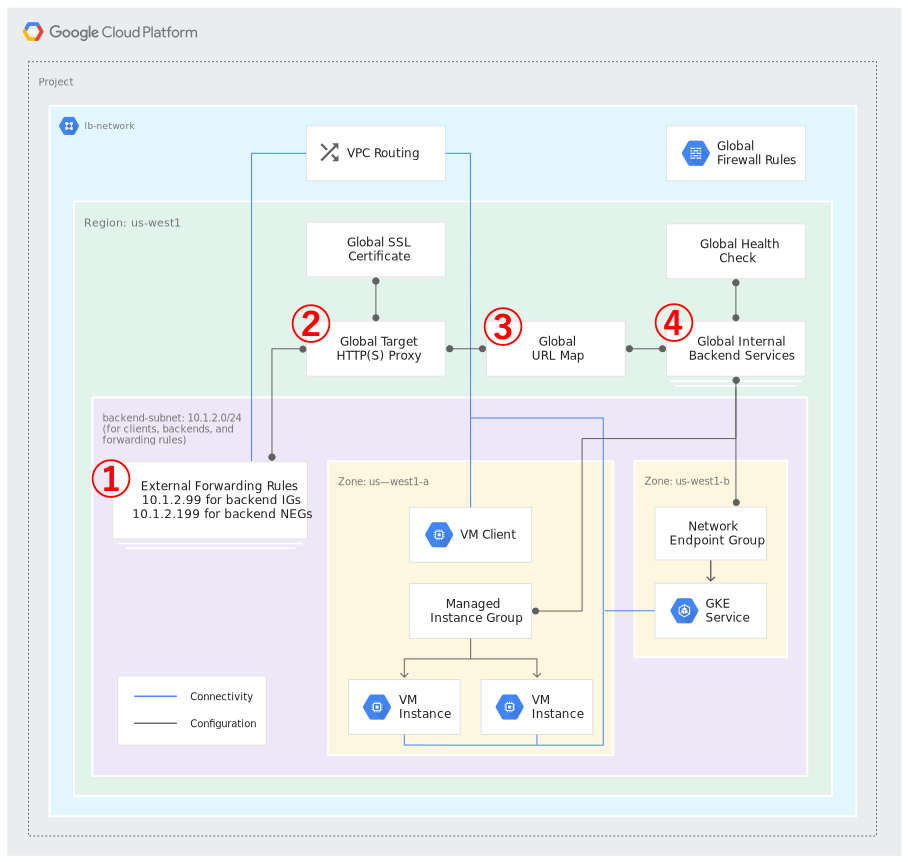 Google Cloud Platform
Project
lb-network
VPC Routing
Global
Firewall Rules
Region: us-west1
Global SSL
Certificate
Global Health
Check
②
Global Target
HTTP(S) Proxy
③
Global
URL Map
④
Global Internal
Backend Services
backend-subnet: 10.1.2.0/24
(for clients, backends, and
forwarding rules)
①
External Forwarding Rules
10.1.2.99 for backend IGs
10.1.2.199 for backend NEGs
Zone: us—west1-a
VM Client
Managed
Instance Group
VM
Instance
VM
Instance
Zone: us-west1-b
Network
Endpoint Group
GKE
Service
Connectivity
Configuration